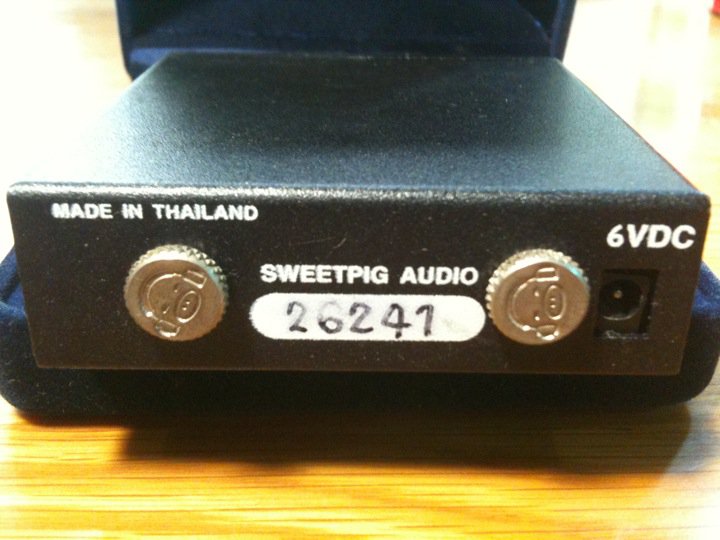 MADE IN THAILAND
6VDC
SWEETPIG AUDIO
26241